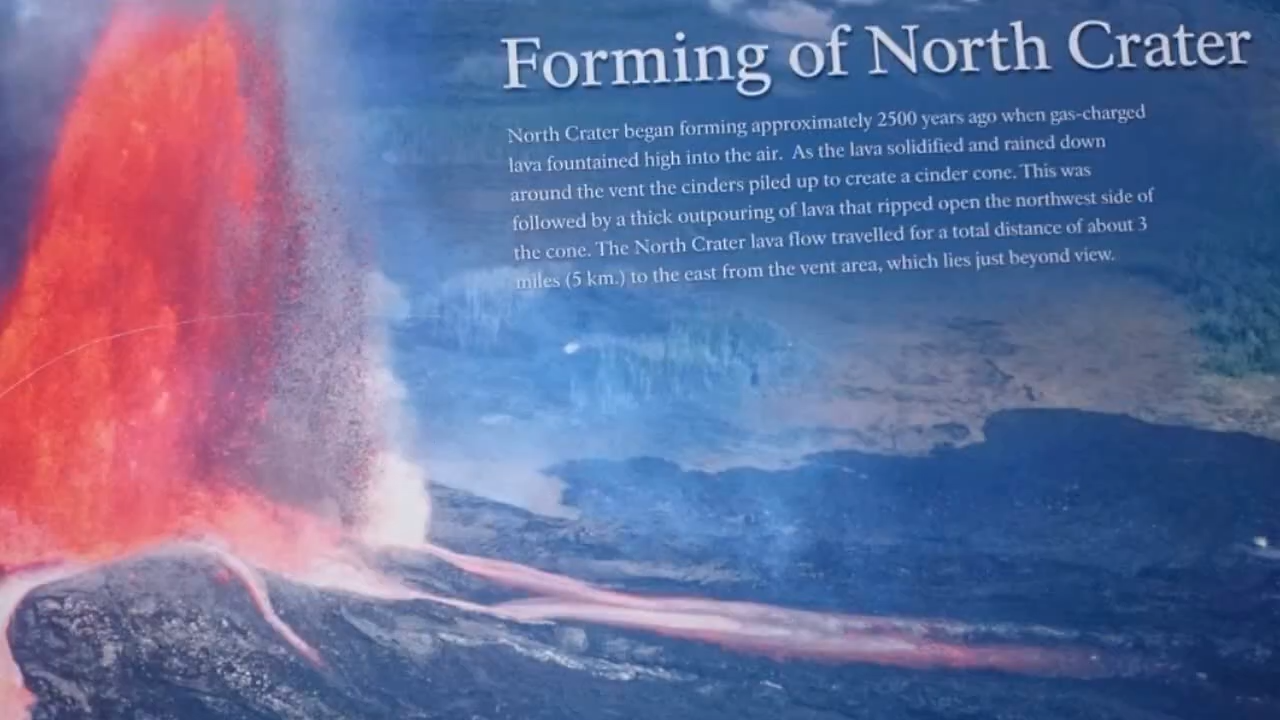 Forming of North Crater
North Crater began forming approximately 2500 years ago when gas-charged
lava fountained high into the air. As the lava solidified and rained down
around the vent the cinders piled up to create a cinder cone. This was
followed by a thick outpouring of lava that ripped open the northwest side of
the cone. The North Crater lava flow travelled for a total distance of about 3
miles (5 km.) to the east from the vent area, which lies just beyond view.